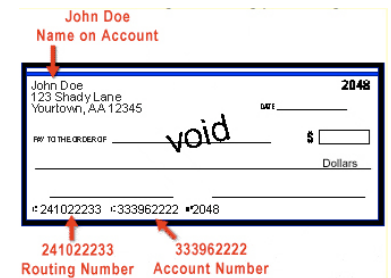 John Doe
Name on Account
John Doe 2048
123 Shady Lane
Yourtown, AA 12345
DATE
PAY TO THE ORDER OF void $
Dollars
⑆241022233 ⑆333962222 ⑈2048
241022233 333962222
Routing Number Account Number